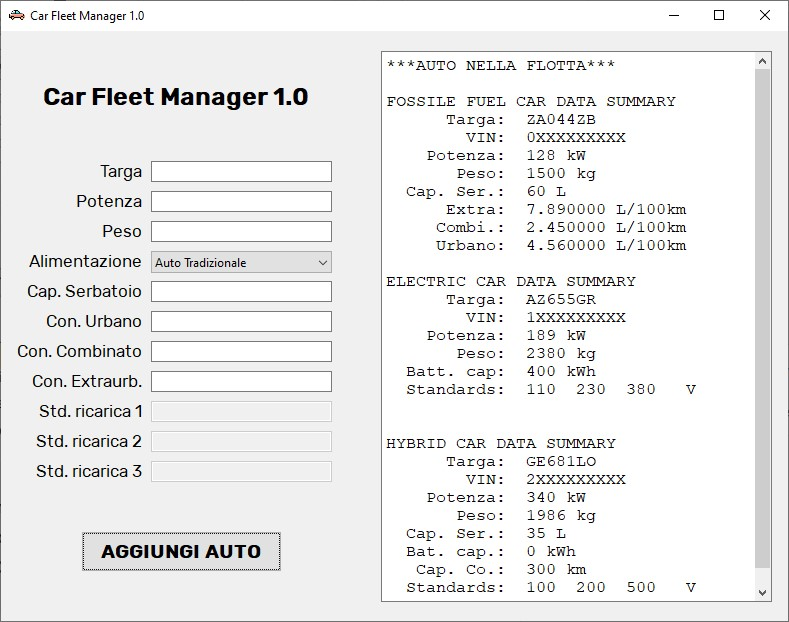 Car Fleet Manager 1.0
Car Fleet Manager 1.0
Targa
Potenza
Peso
Alimentazione Auto Tradizionale
Cap. Serbatoio
Con. Urbano
Con. Combinato
Con. Extraurb.
Std. ricarica 1
Std. ricarica 2
Std. ricarica 3
AGGIUNGI AUTO
***AUTO NELLA FLOTTA***
FOSSILE FUEL CAR DATA SUMMARY
Targa: ZA044ZB
VIN: 0XXXXXXXXX
Potenza: 128 kW
Peso: 1500 kg
Cap. Ser.: 60 L
Extra: 7.890000 L/100km
Combi.: 2.450000 L/100km
Urbano: 4.560000 L/100km
ELECTRIC CAR DATA SUMMARY
Targa: AZ655GR
VIN: 1XXXXXXXXX
Potenza: 189 kW
Peso: 2380 kg
Batt. cap: 400 kWh
Standards: 110 230 380 V
HYBRID CAR DATA SUMMARY
Targa: GE681LO
VIN: 2XXXXXXXXX
Potenza: 340 kW
Peso: 1986 kg
Cap. Ser.: 35 L
Bat. cap.: 0 kWh
Cap. Co.: 300 km
Standards: 100 200 500 V